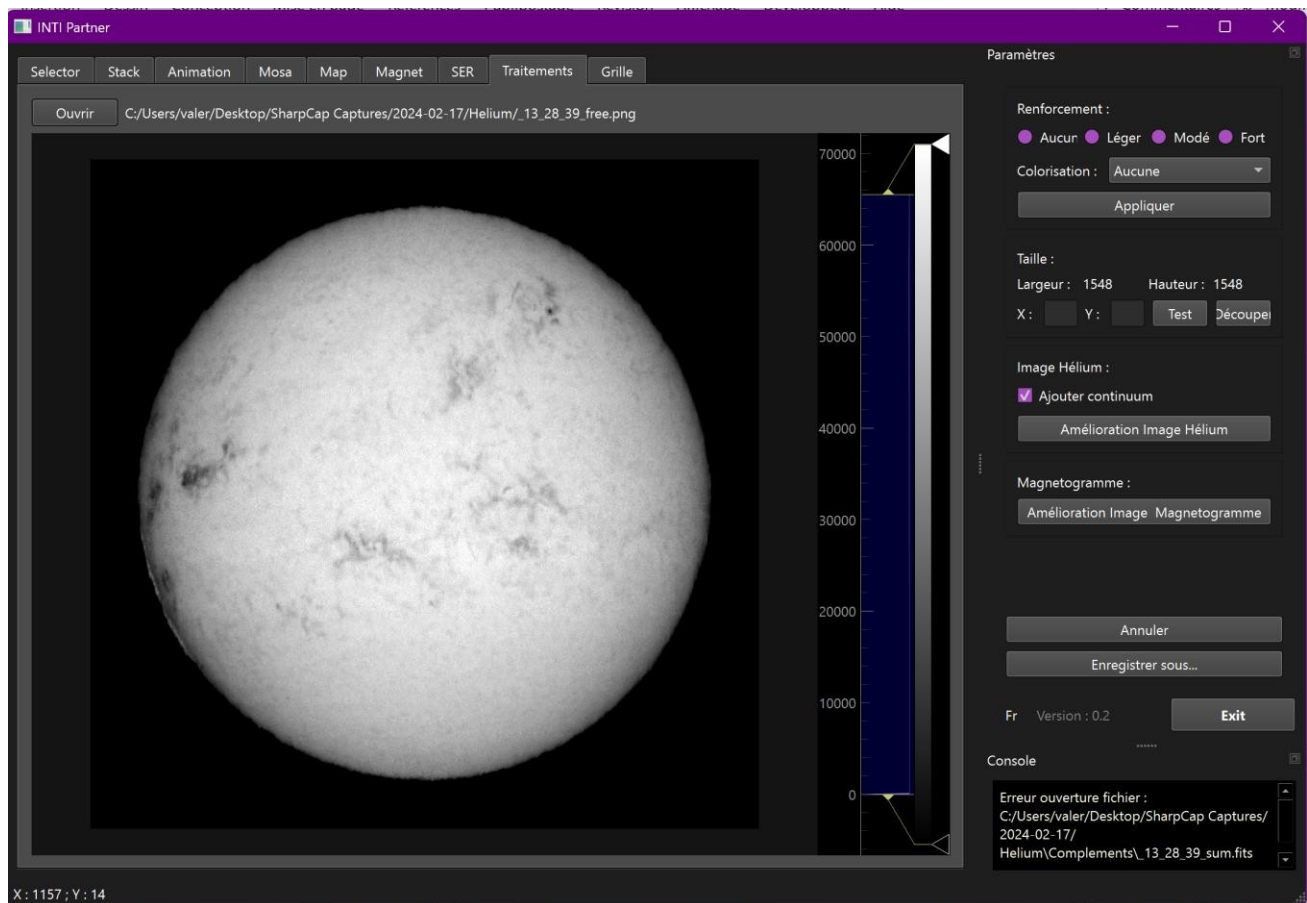 INTI Partner
Selector Stack Animation Mosa Map Magnet SER Traitements Grille
Ouvrir C:/Users/valer/Desktop/SharpCap Captures/2024-02-17/Helium/_13_28_39_free.png
70000
60000
50000
40000
30000
20000
10000
0
Paramètres
Renforcement :
Aucur Léger Modé Fort
Colorisation : Aucune
Appliquer
Taille :
Largeur : 1548 Hauteur : 1548
X : Y : Test Découpe
Image Hélium :
Ajouter continuum
Amélioration Image Hélium
Magnetogramme :
Amélioration Image Magnetogramme
Annuler
Enregistrer sous...
Fr Version : 0.2 Exit
Console
Erreur ouverture fichier :
C:/Users/valer/Desktop/SharpCap Captures/
2024-02-17/
Helium\Complements\_13_28_39_sum.fits
X : 1157 ; Y : 14